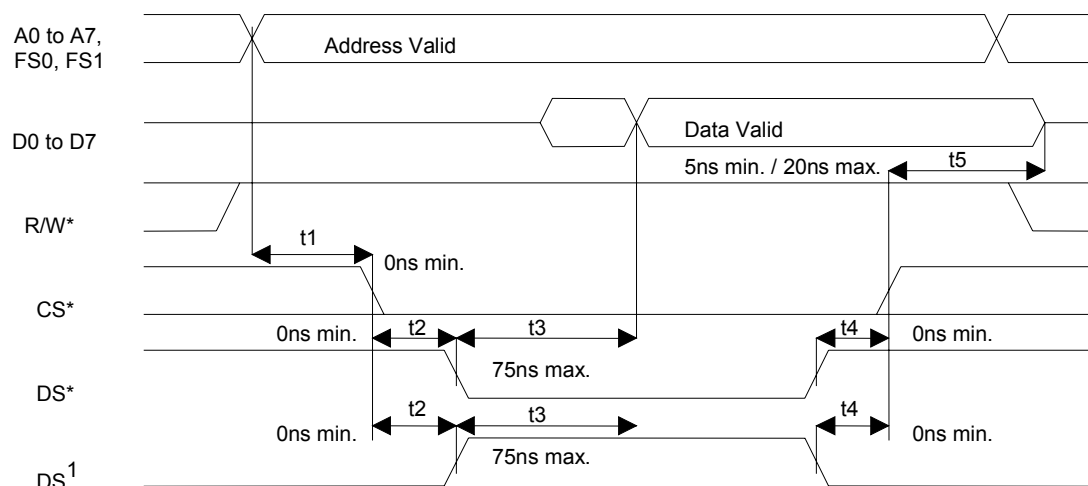 A0 to A7,
FS0, FS1
Address Valid
D0 to D7
Data Valid
5ns min. / 20ns max.
t5
R/W*
t1
0ns min.
CS*
0ns min.
t2
t3
t4
0ns min.
75ns max.
DS*
0ns min.
t2
t3
t4
0ns min.
75ns max.
DS1